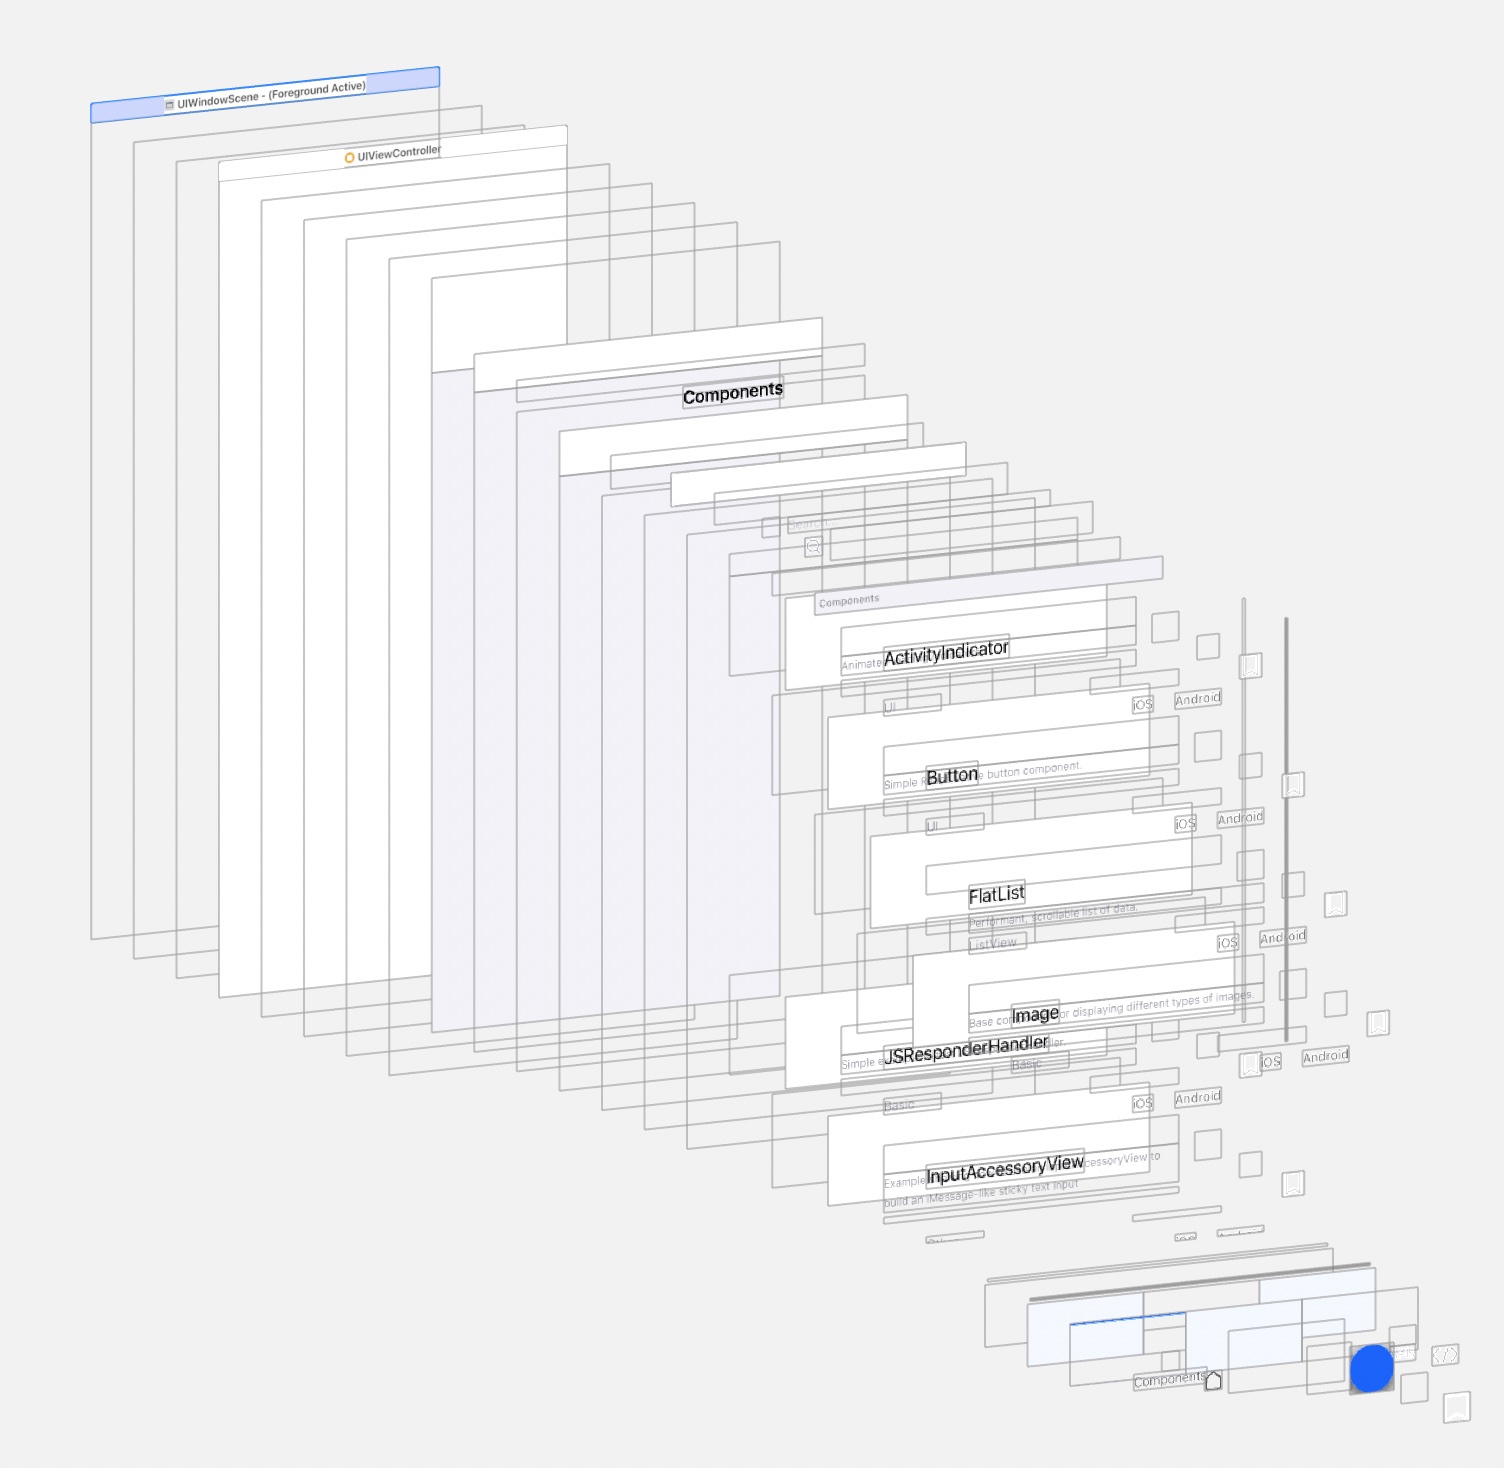 UIWindowScene - (Foreground Active)
UIViewController
Components
Search...
Components
ActivityIndicator
UI
iOS
Android
Simple
button component.
Button
UI
iOS
Android
FlatList
Performant, scrollable list of data.
ListView
iOS
Android
Base
or displaying different types of images.
Image
Simple
JSResponderHandler
Basic
iOS
Android
Basic
iOS
Android
Example
to
InputAccessoryView
build an iMessage-like sticky text input
Components